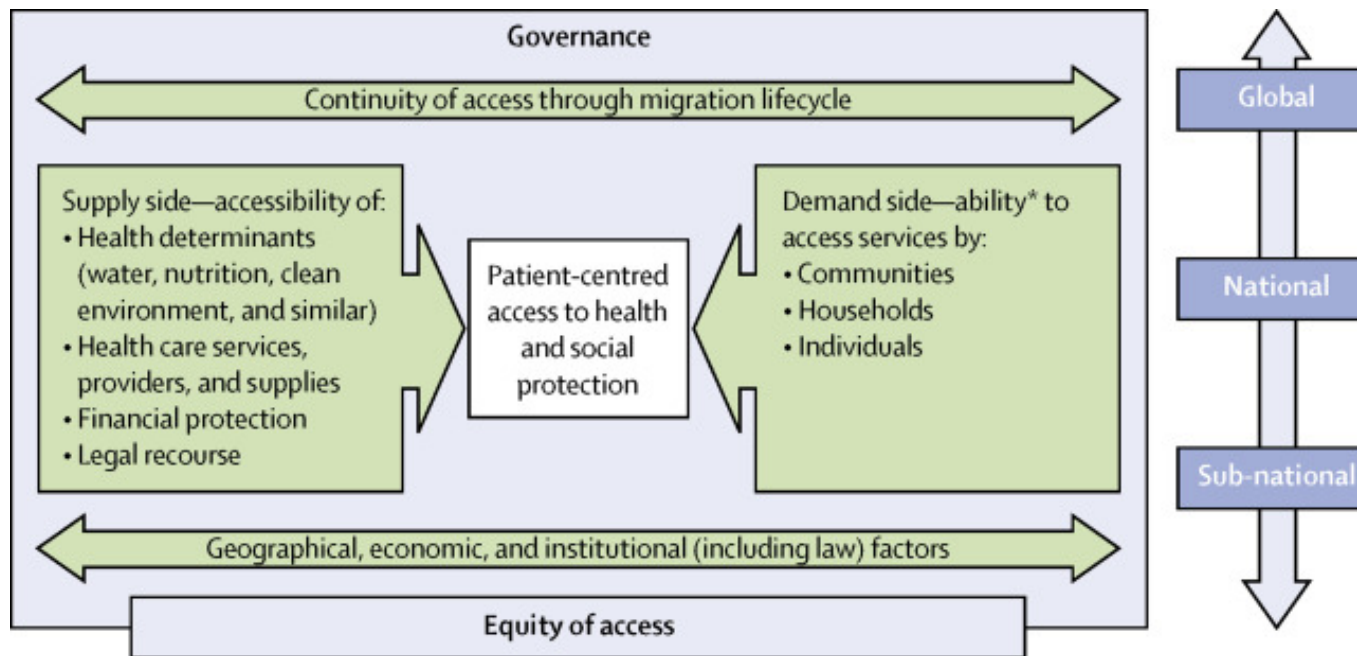 Governance
Continuity of access through migration lifecycle
Supply side—accessibility of:
• Health determinants
(water, nutrition, clean
environment, and similar)
• Health care services,
providers, and supplies
• Financial protection
• Legal recourse
Patient-centred
access to health
and social
protection
Demand side—ability* to
access services by:
• Communities
• Households
• Individuals
Geographical, economic, and institutional (including law) factors
Equity of access
Global
National
Sub-national